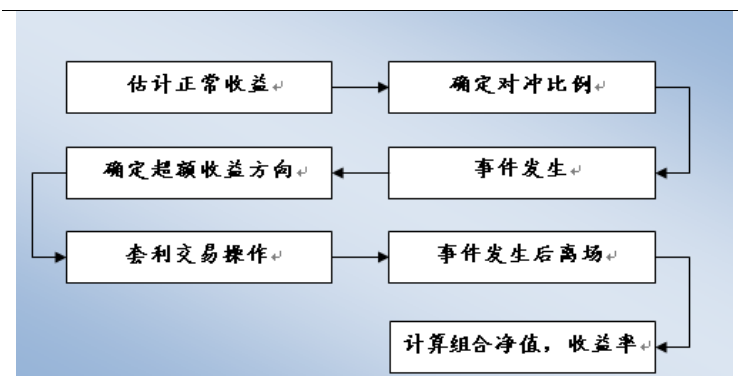 估计正常收益
确定对冲比例
事件发生
确定超额收益方向
套利交易操作
事件发生后离场
计算组合净值，收益率